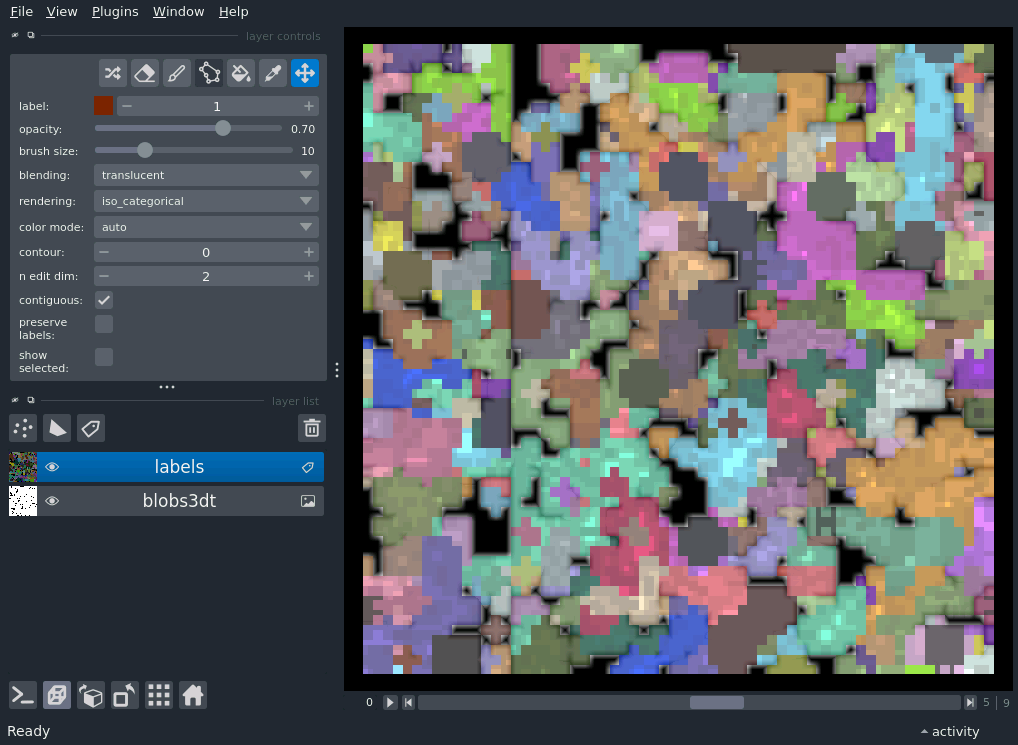 File View Plugins Window Help
layer controls
label: 1
opacity: 0.70
brush size: 10
blending: translucent
rendering: iso_categorical
color mode: auto
contour: 0
n edit dim: 2
contiguous:
preserve
labels:
show
selected:
layer list
labels
blobs3dt
0 5 | 9
Ready activity